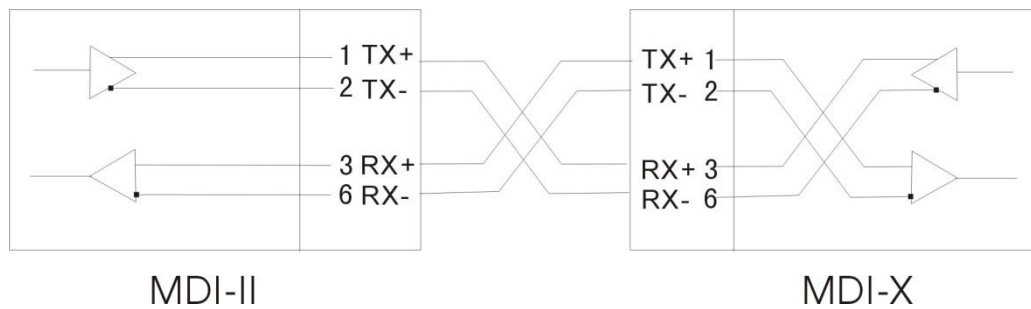 1 TX+
2 TX-
3 RX+
6 RX-
TX+ 1
TX- 2
RX+ 3
RX- 6
MDI-II
MDI-X